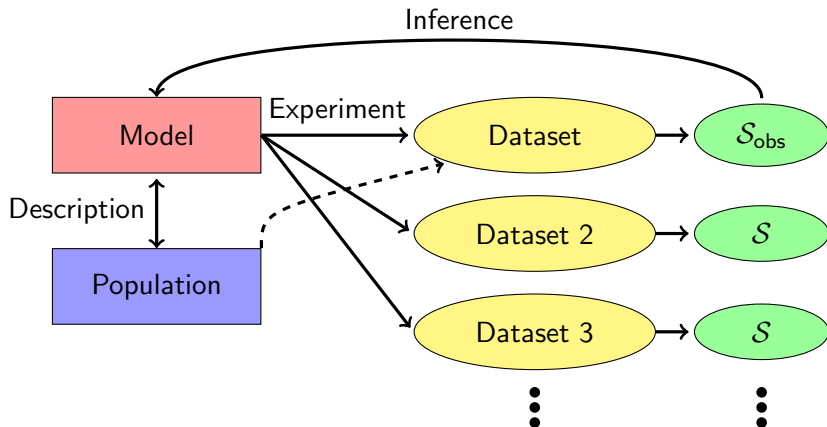 Inference
Experiment
Model
Dataset
𝒮obs
Description
Dataset 2
𝒮
Population
Dataset 3
𝒮